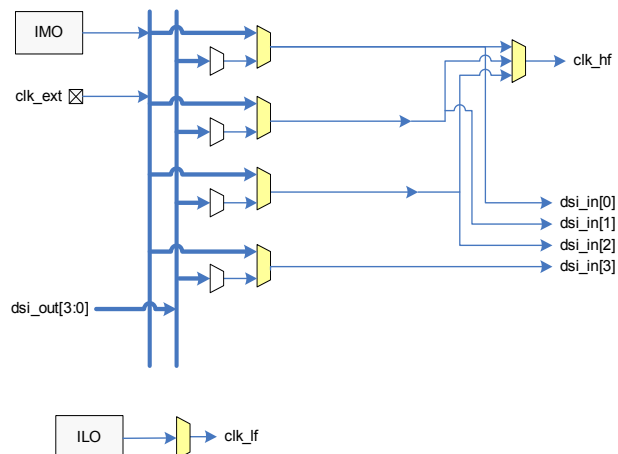 IMO
clk_hf
clk_ext
dsi_in[0]
dsi_in[1]
dsi_in[2]
dsi_in[3]
dsi_out[3:0]
ILO
clk_lf